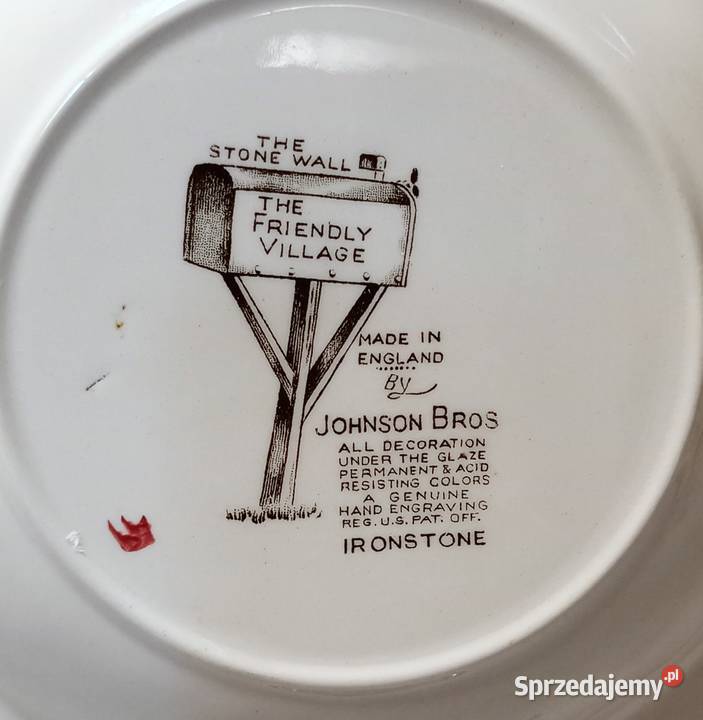 THE
STONE WALL
THE
FRIENDLY
VILLAGE
MADE IN
ENGLAND
By
JOHNSON BROS
ALL DECORATION
UNDER THE GLAZE
PERMANENT & ACID
RESISTING COLORS
A GENUINE
HAND ENGRAVING
REG. U.S. PAT. OFF.
IRONSTONE
Sprzedajemy.pl